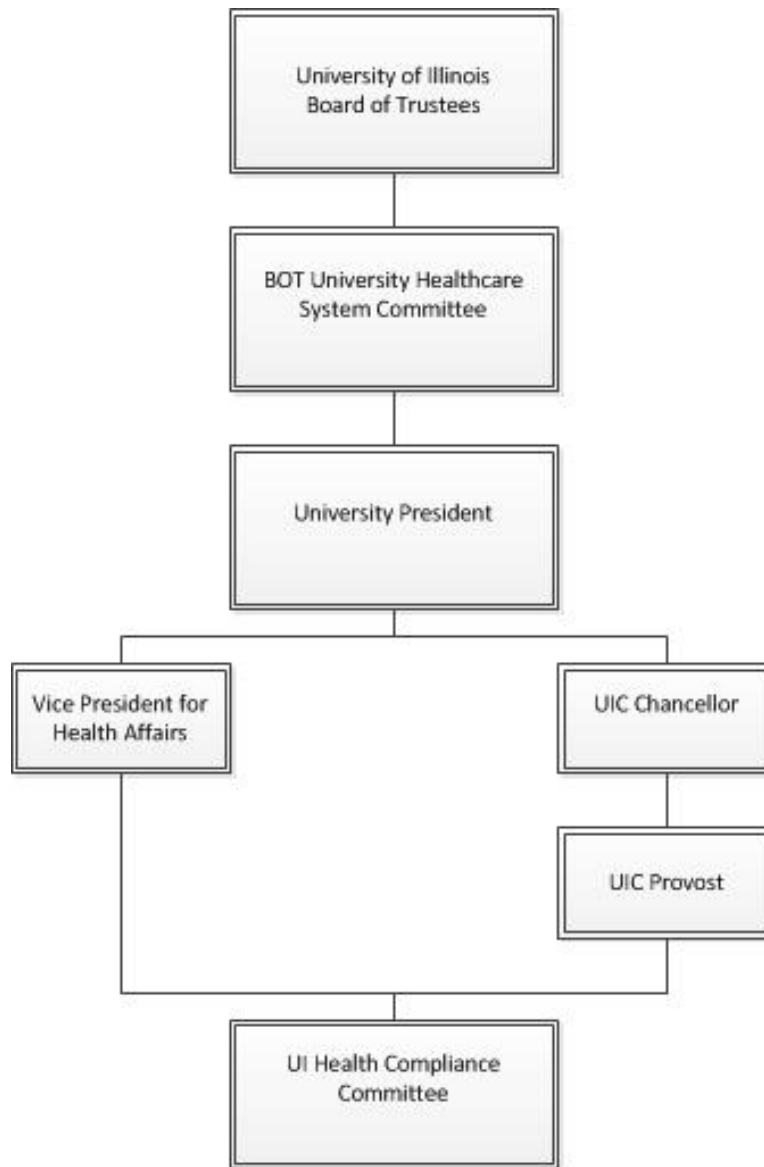 University of Illinois
Board of Trustees
BOT University Healthcare
System Committee
University President
Vice President for
Health Affairs
UIC Chancellor
UIC Provost
UI Health Compliance
Committee